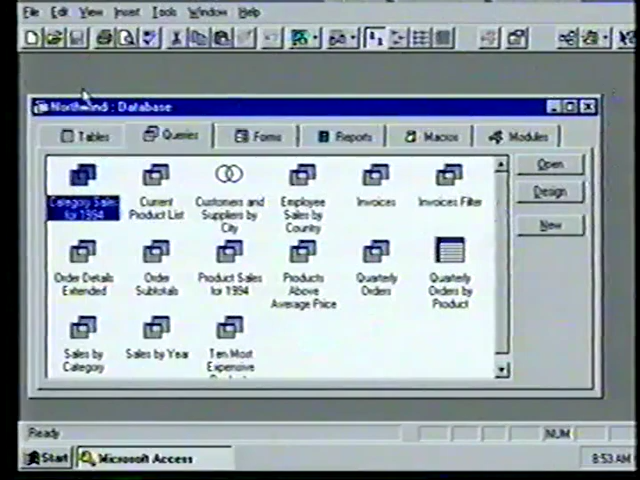 File Edit View Insert Tools Window Help
Northwind : Database
Tables Queries Forms Reports Macros Modules
Category Sales for 1994
Current Product List
Customers and Suppliers by City
Employee Sales by Country
Invoices
Invoices Filter
Open
Design
New
Order Details Extended
Order Subtotals
Product Sales for 1994
Products Above Average Price
Quarterly Orders
Quarterly Orders by Product
Sales by Category
Sales by Year
Ten Most Expensive
Ready
NUM
Start Microsoft Access
8:53 AM